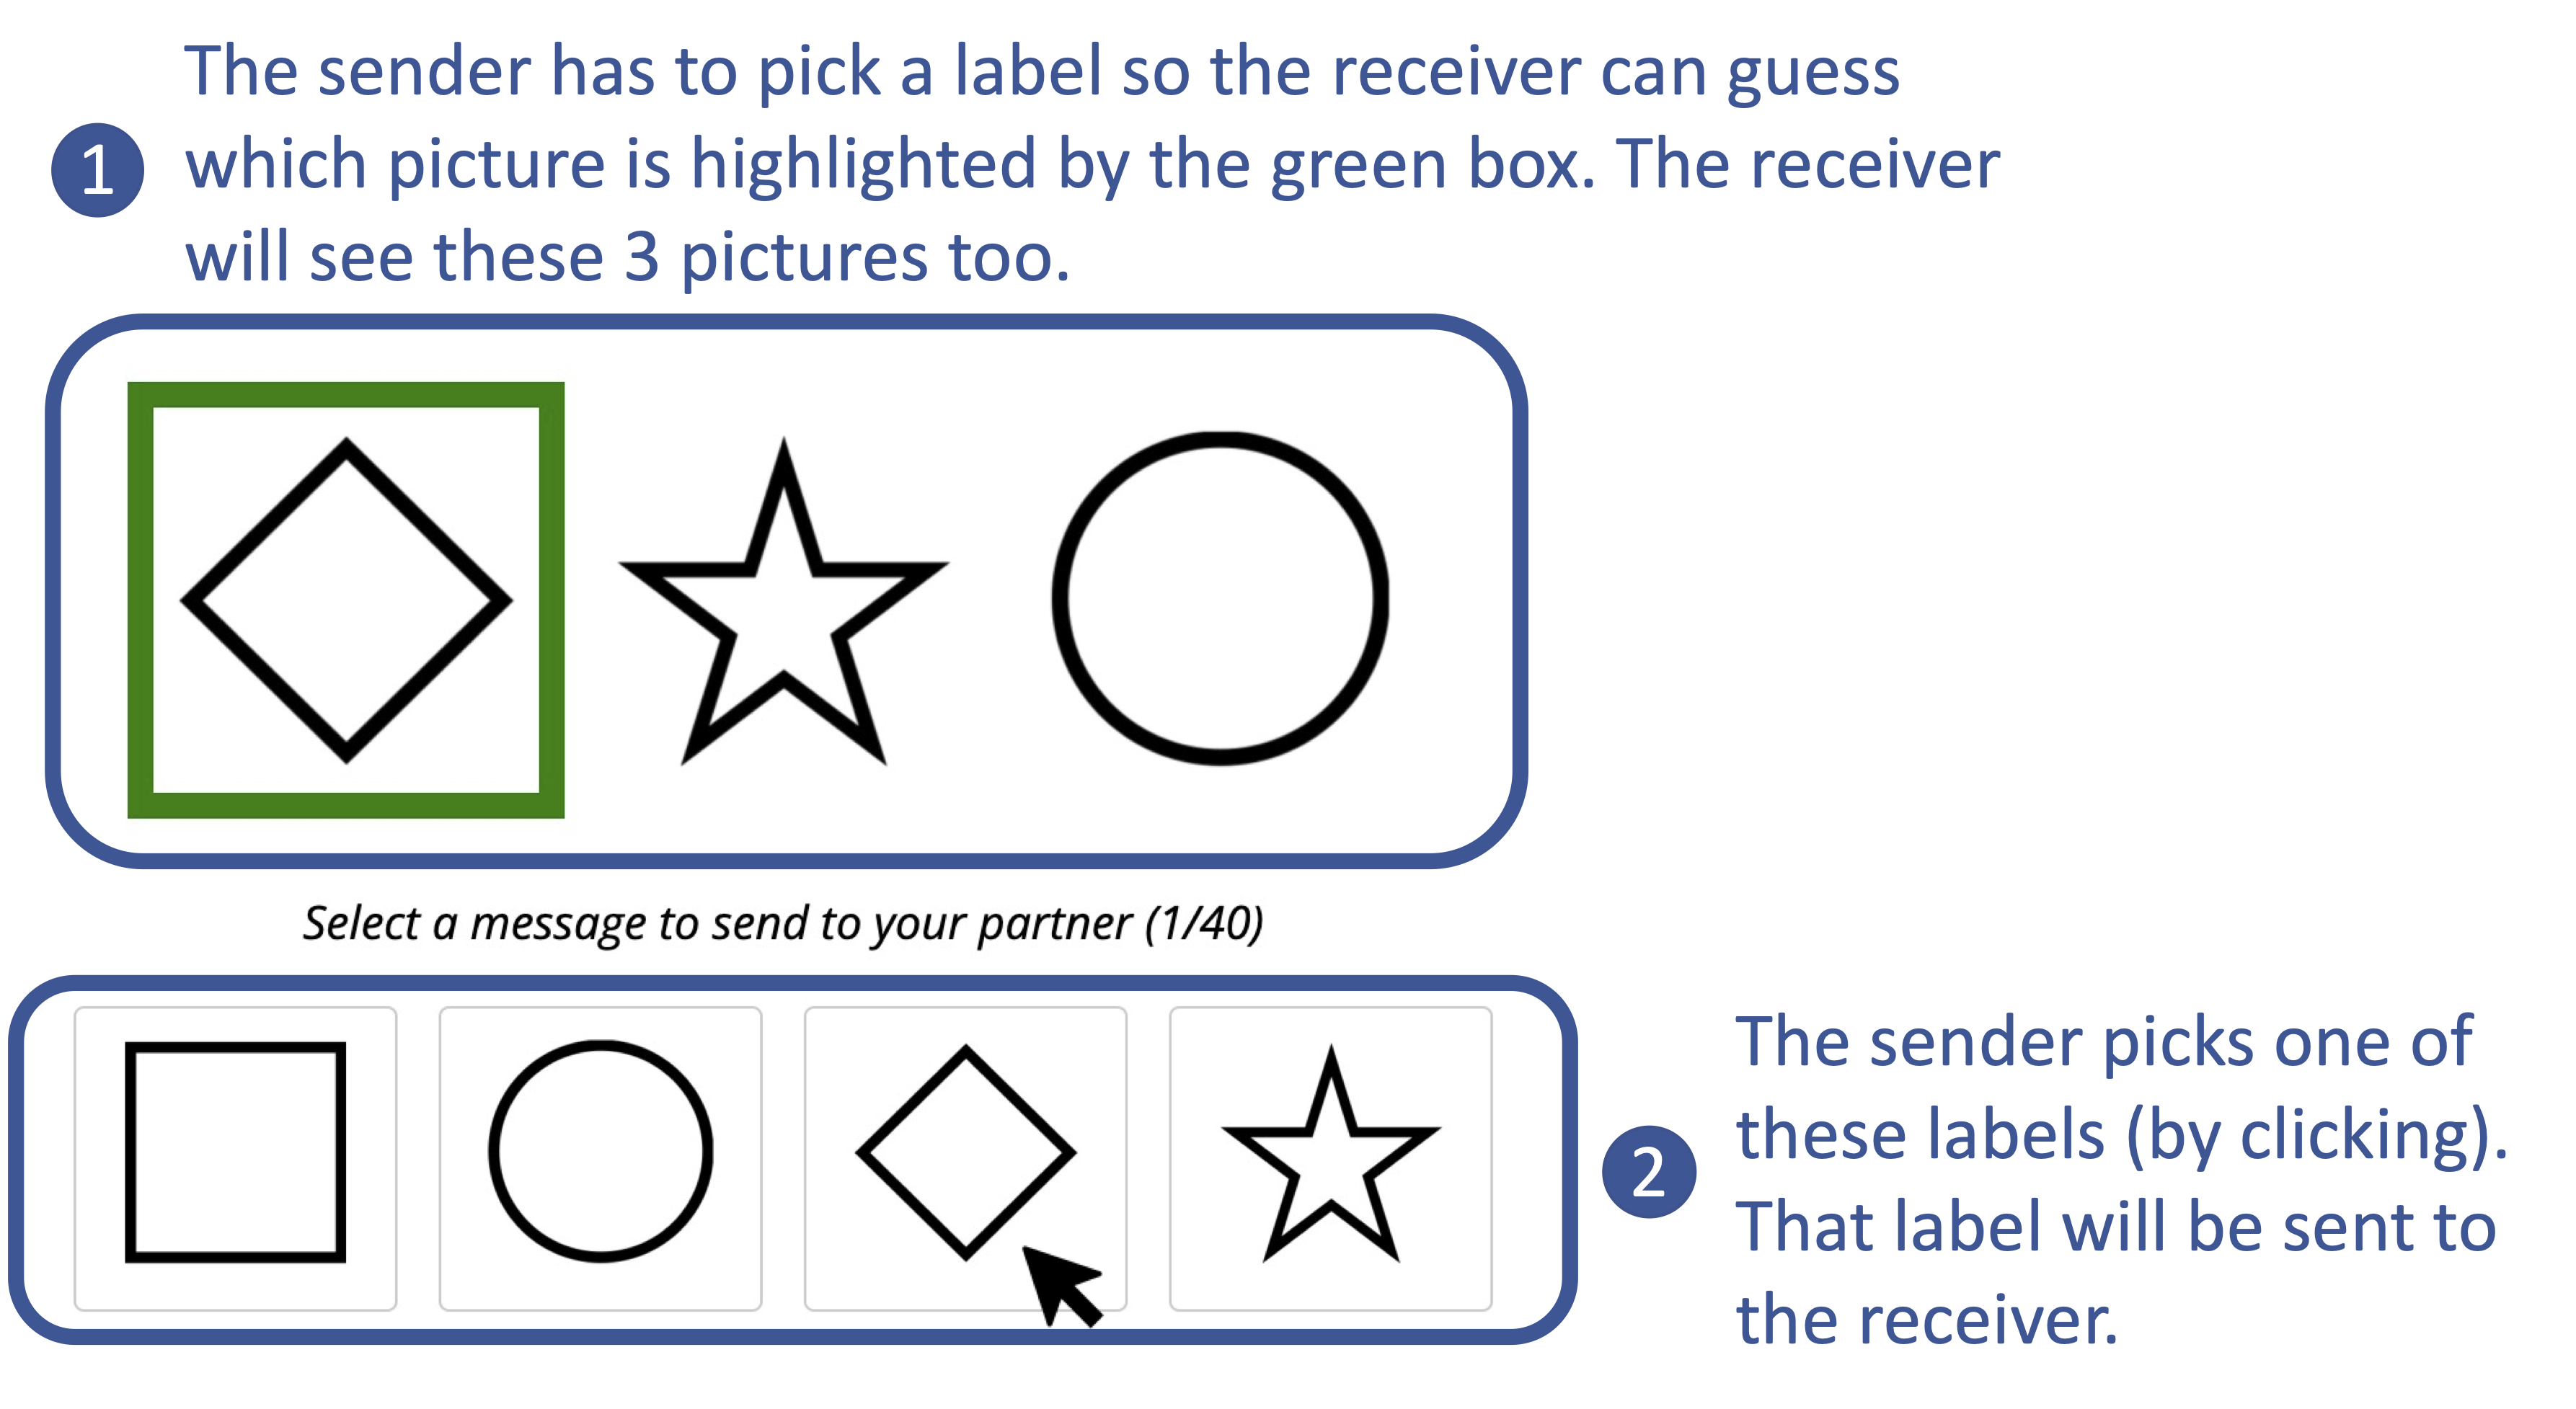 The sender has to pick a label so the receiver can guess
1
which picture is highlighted by the green box. The receiver
will see these 3 pictures too.
Select a message to send to your partner (1/40)
The sender picks one of
these labels (by clicking).
2
That label will be sent to
the receiver.